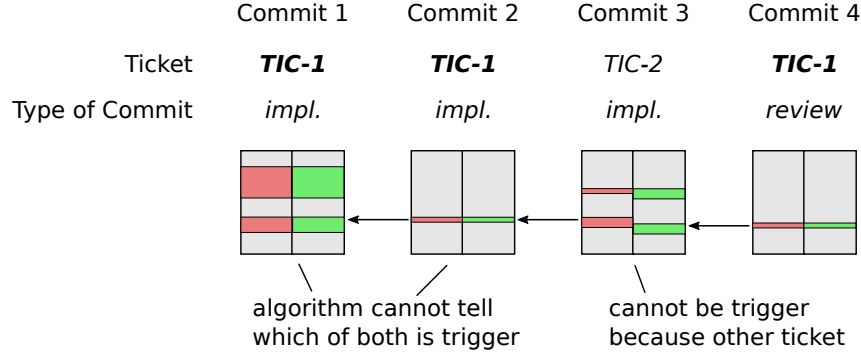 Commit 1 Commit 2 Commit 3 Commit 4
Ticket TIC-1 TIC-1 TIC-2 TIC-1
Type of Commit impl. impl. impl. review
algorithm cannot tell
which of both is trigger
cannot be trigger
because other ticket